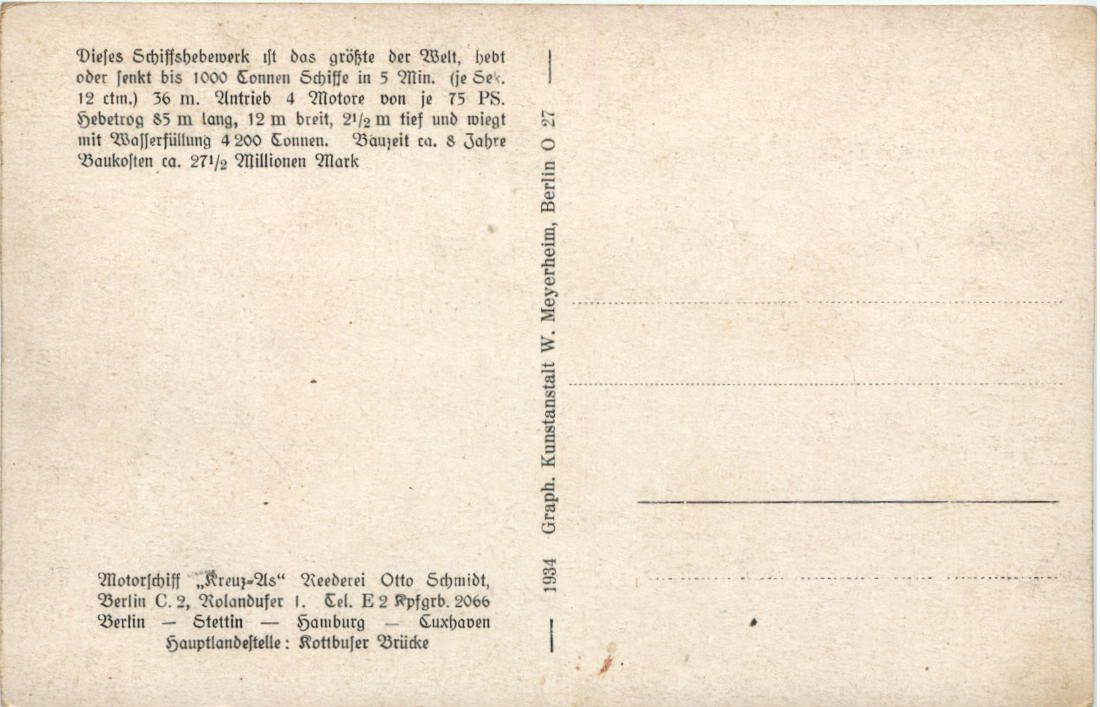 Dieses Schiffshebewerk ist das größte der Welt, hebt
oder senkt bis 1000 Tonnen Schiffe in 5 Min. (je Sek.
12 ctm.) 36 m. Antrieb 4 Motore von je 75 PS.
Hebetrog 85 m lang, 12 m breit, 2½ m tief und wiegt
mit Wasserfüllung 4200 Tonnen. Bauzeit ca. 8 Jahre
Baukosten ca. 27½ Millionen Mark
1934 Graph. Kunstanstalt W. Meyerheim, Berlin O 27
Motorschiff „Kreuz-As“ Reederei Otto Schmidt,
Berlin C. 2, Rolandufer 1. Tel. E 2 Kpfgrb. 2066
Berlin — Stettin — Hamburg — Cuxhaven
Hauptlandestelle: Kottbuser Brücke